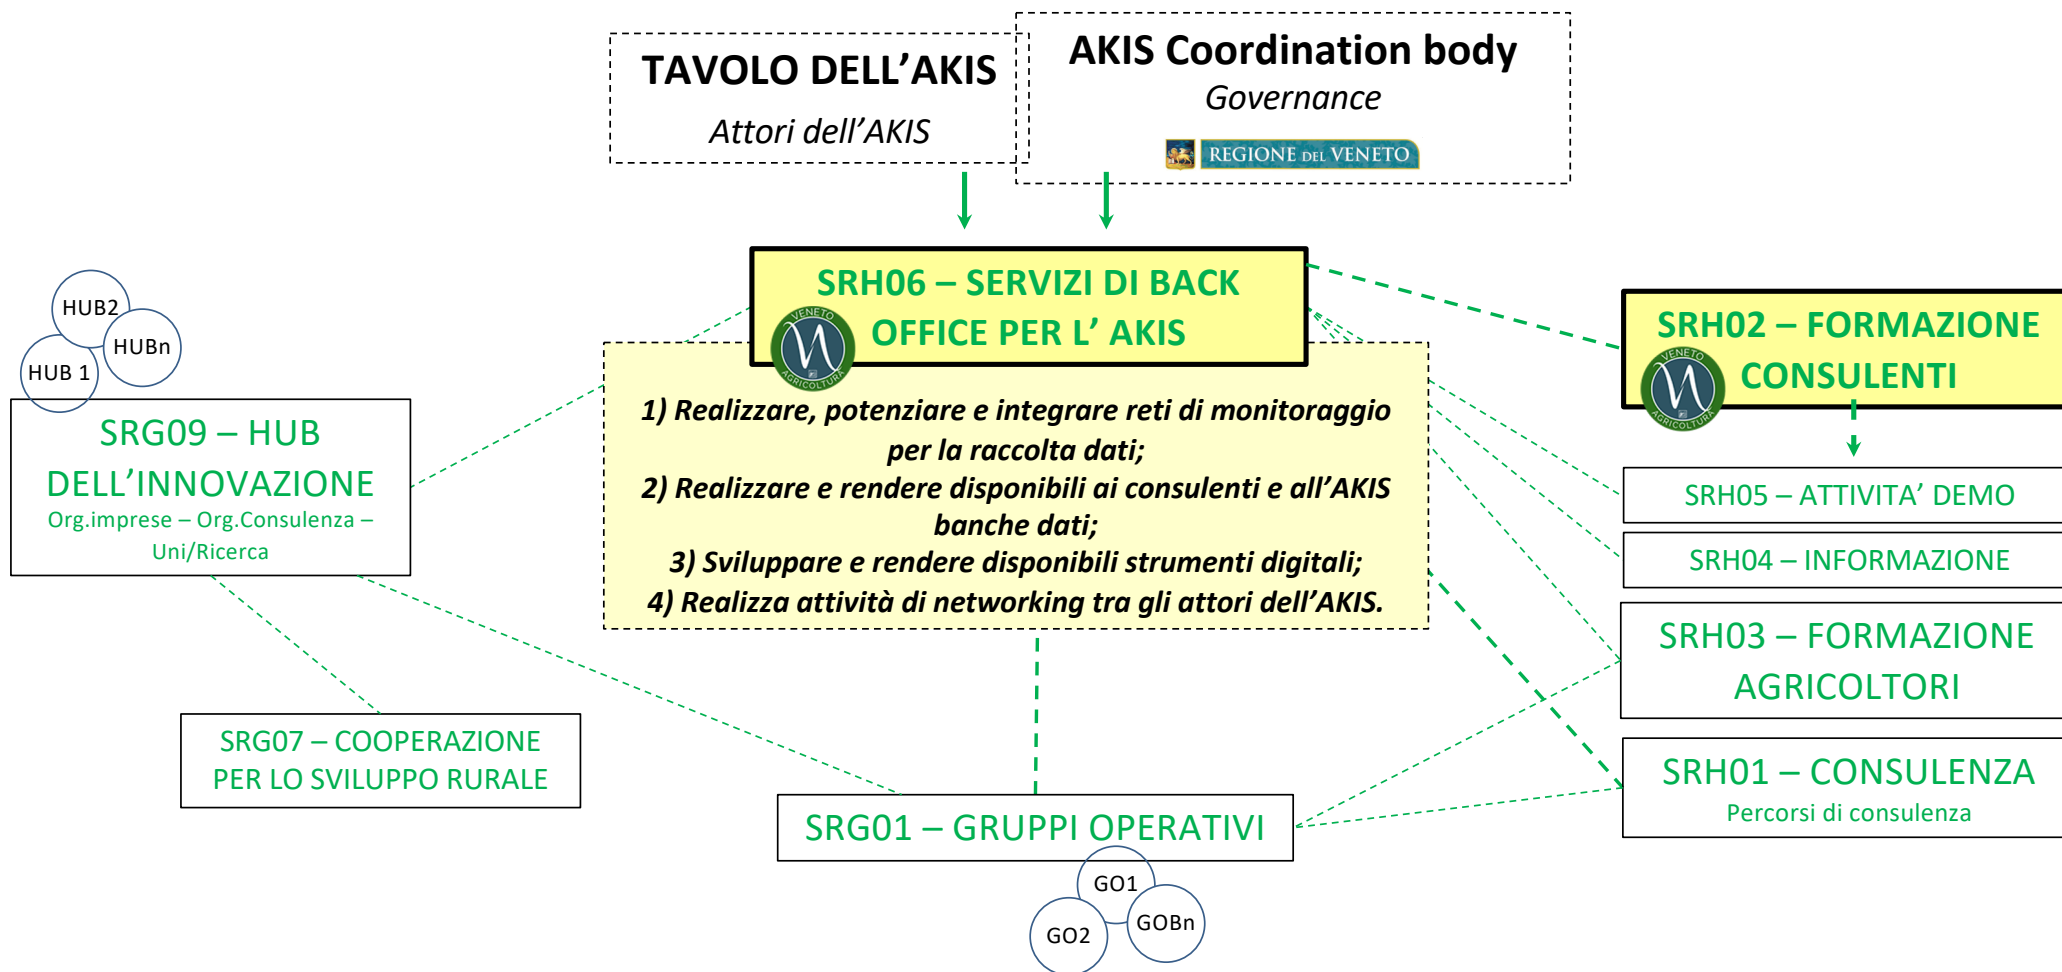 TAVOLO DELL’AKIS
Attori dell’AKIS
AKIS Coordination body
Governance
REGIONE DEL VENETO
SRH06 – SERVIZI DI BACK
OFFICE PER L’ AKIS
VENETO
AGRICOLTURA
1) Realizzare, potenziare e integrare reti di monitoraggio
per la raccolta dati;
2) Realizzare e rendere disponibili ai consulenti e all’AKIS
banche dati;
3) Sviluppare e rendere disponibili strumenti digitali;
4) Realizza attività di networking tra gli attori dell’AKIS.
HUB2
HUBn
HUB 1
SRG09 – HUB
DELL’INNOVAZIONE
Org.imprese – Org.Consulenza –
Uni/Ricerca
SRG07 – COOPERAZIONE
PER LO SVILUPPO RURALE
SRG01 – GRUPPI OPERATIVI
GO1
GO2
GOBn
SRH02 – FORMAZIONE
CONSULENTI
VENETO
AGRICOLTURA
SRH05 – ATTIVITA’ DEMO
SRH04 – INFORMAZIONE
SRH03 – FORMAZIONE
AGRICOLTORI
SRH01 – CONSULENZA
Percorsi di consulenza